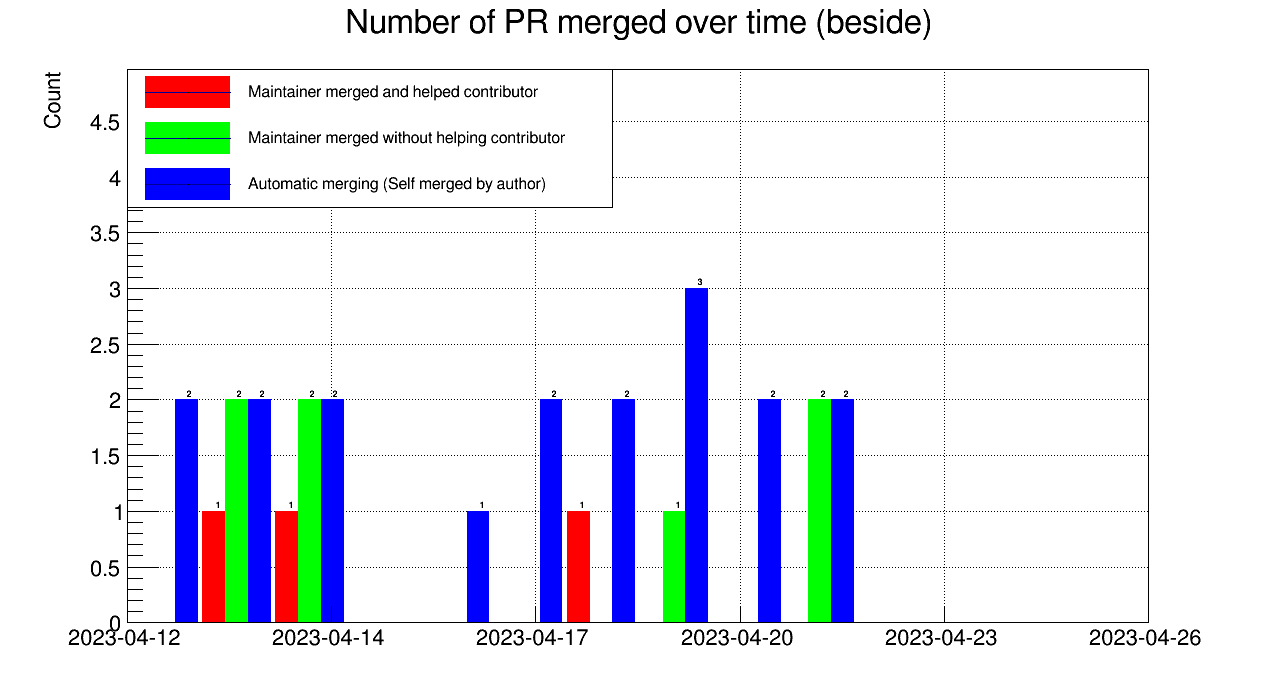 Number of PR merged over time (beside)
Count
Maintainer merged and helped contributor
Maintainer merged without helping contributor
Automatic merging (Self merged by author)
4.5
4
3.5
3
2.5
2
1.5
1
0.5
0
3
2 2 2 2 2 2 2 2 2 2
1 1 1 1 1
2023-04-12 2023-04-14 2023-04-17 2023-04-20 2023-04-23 2023-04-26